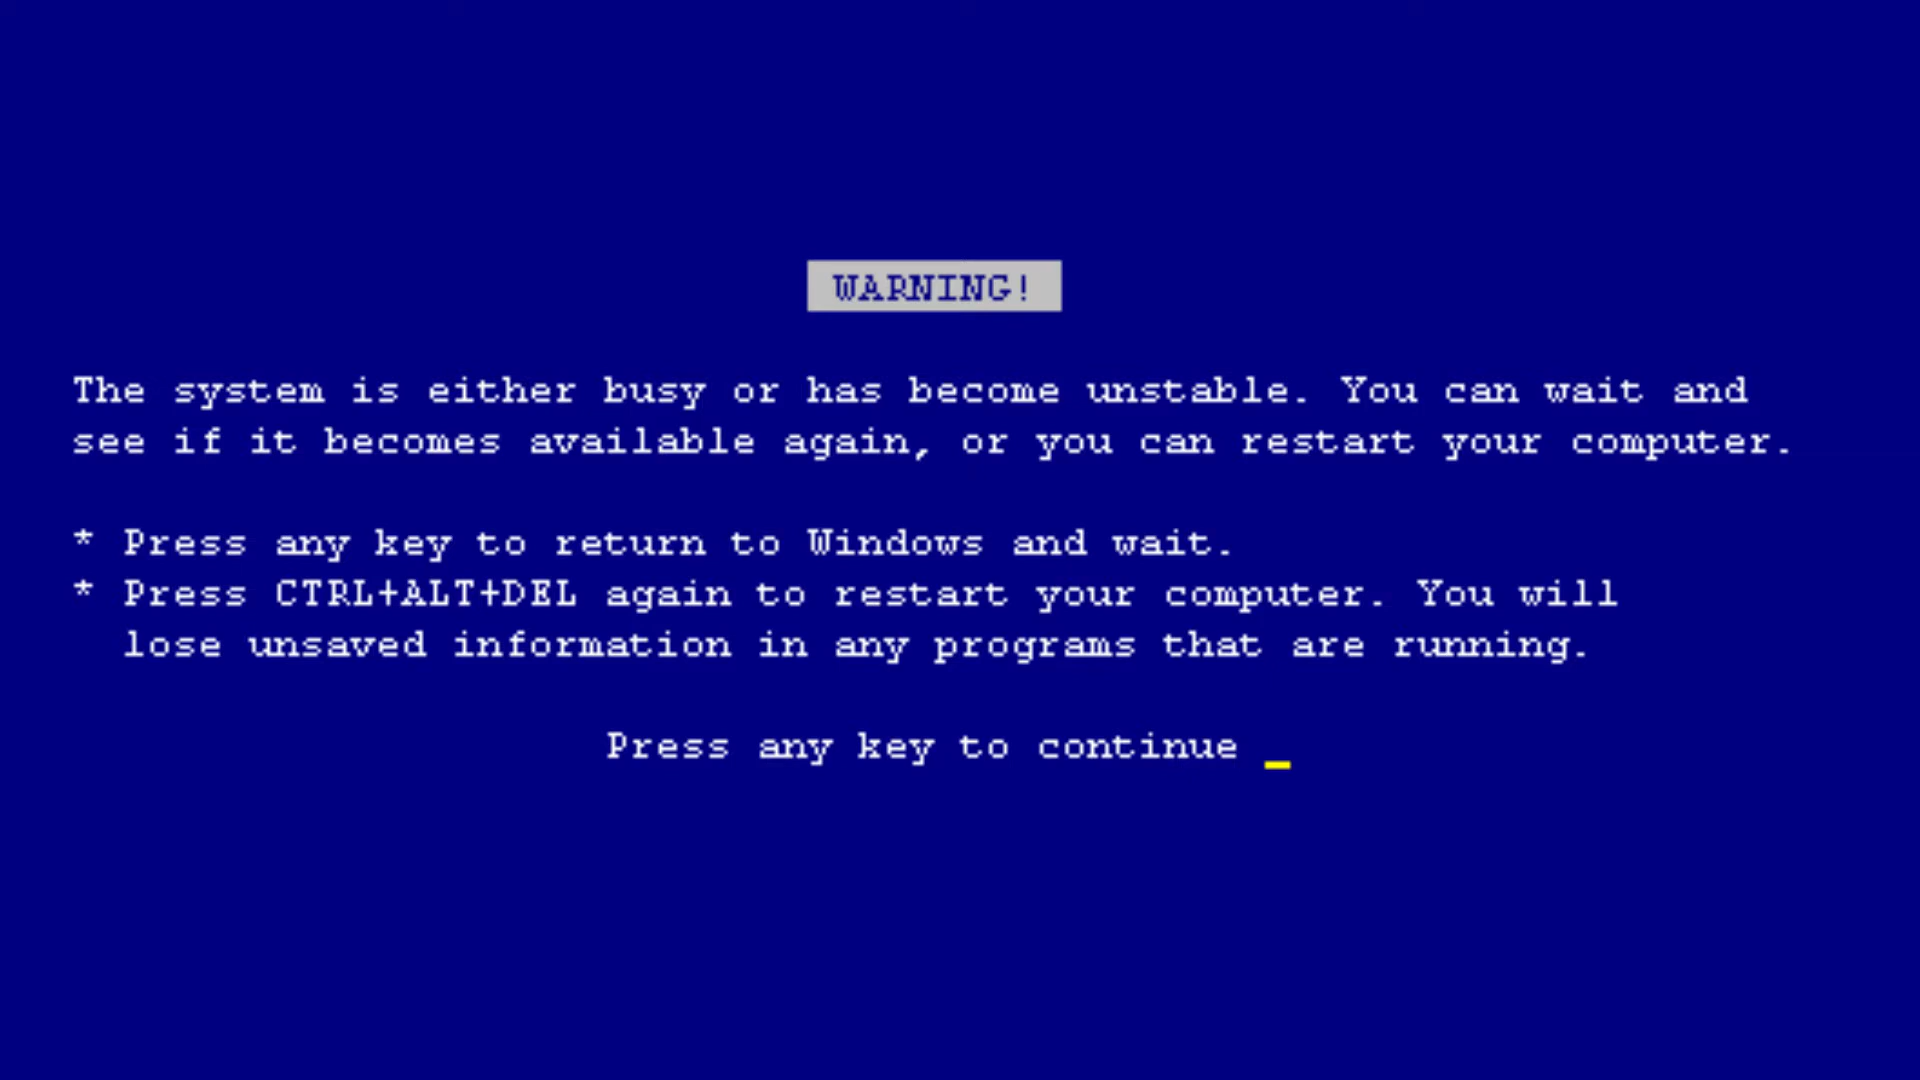 WARNING!
The system is either busy or has become unstable. You can wait and
see if it becomes available again, or you can restart your computer.
* Press any key to return to Windows and wait.
* Press CTRL+ALT+DEL again to restart your computer. You will
lose unsaved information in any programs that are running.
Press any key to continue _